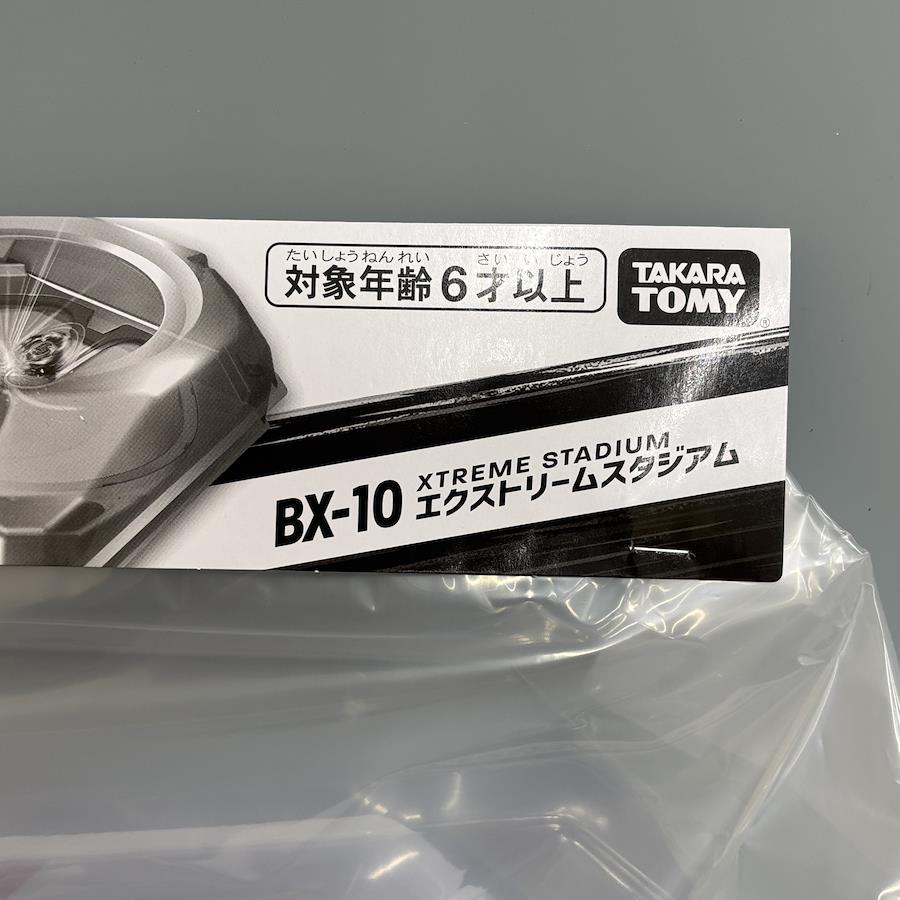 たいしょうねんれい さい い じょう
対象年齢6才以上
TAKARA
TOMY
®
XTREME STADIUM
BX-10 エクストリームスタジアム